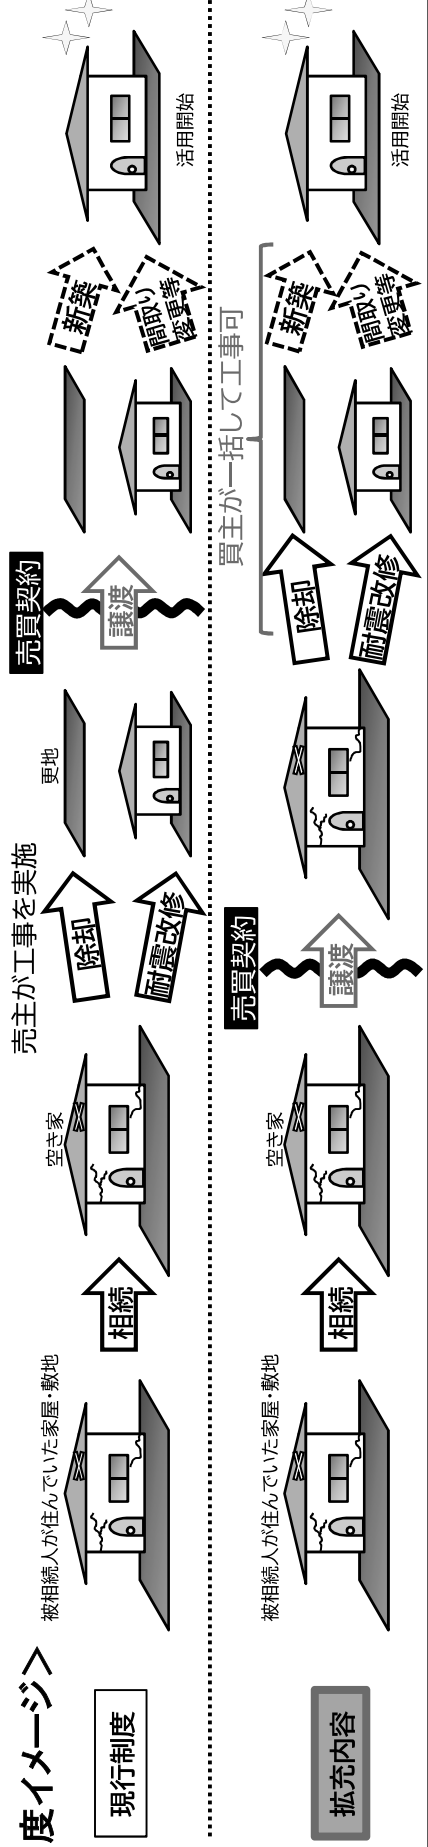 度イメージ＞
現行制度
被相続人が住んでいた家屋・敷地
相続
空き家
売主が工事を実施
除却
耐震改修
更地
売買契約
譲渡
新築
間取り
変更等
活用開始
拡充内容
被相続人が住んでいた家屋・敷地
相続
空き家
売買契約
譲渡
買主が一括して工事可
除却
耐震改修
新築
間取り
変更等
活用開始